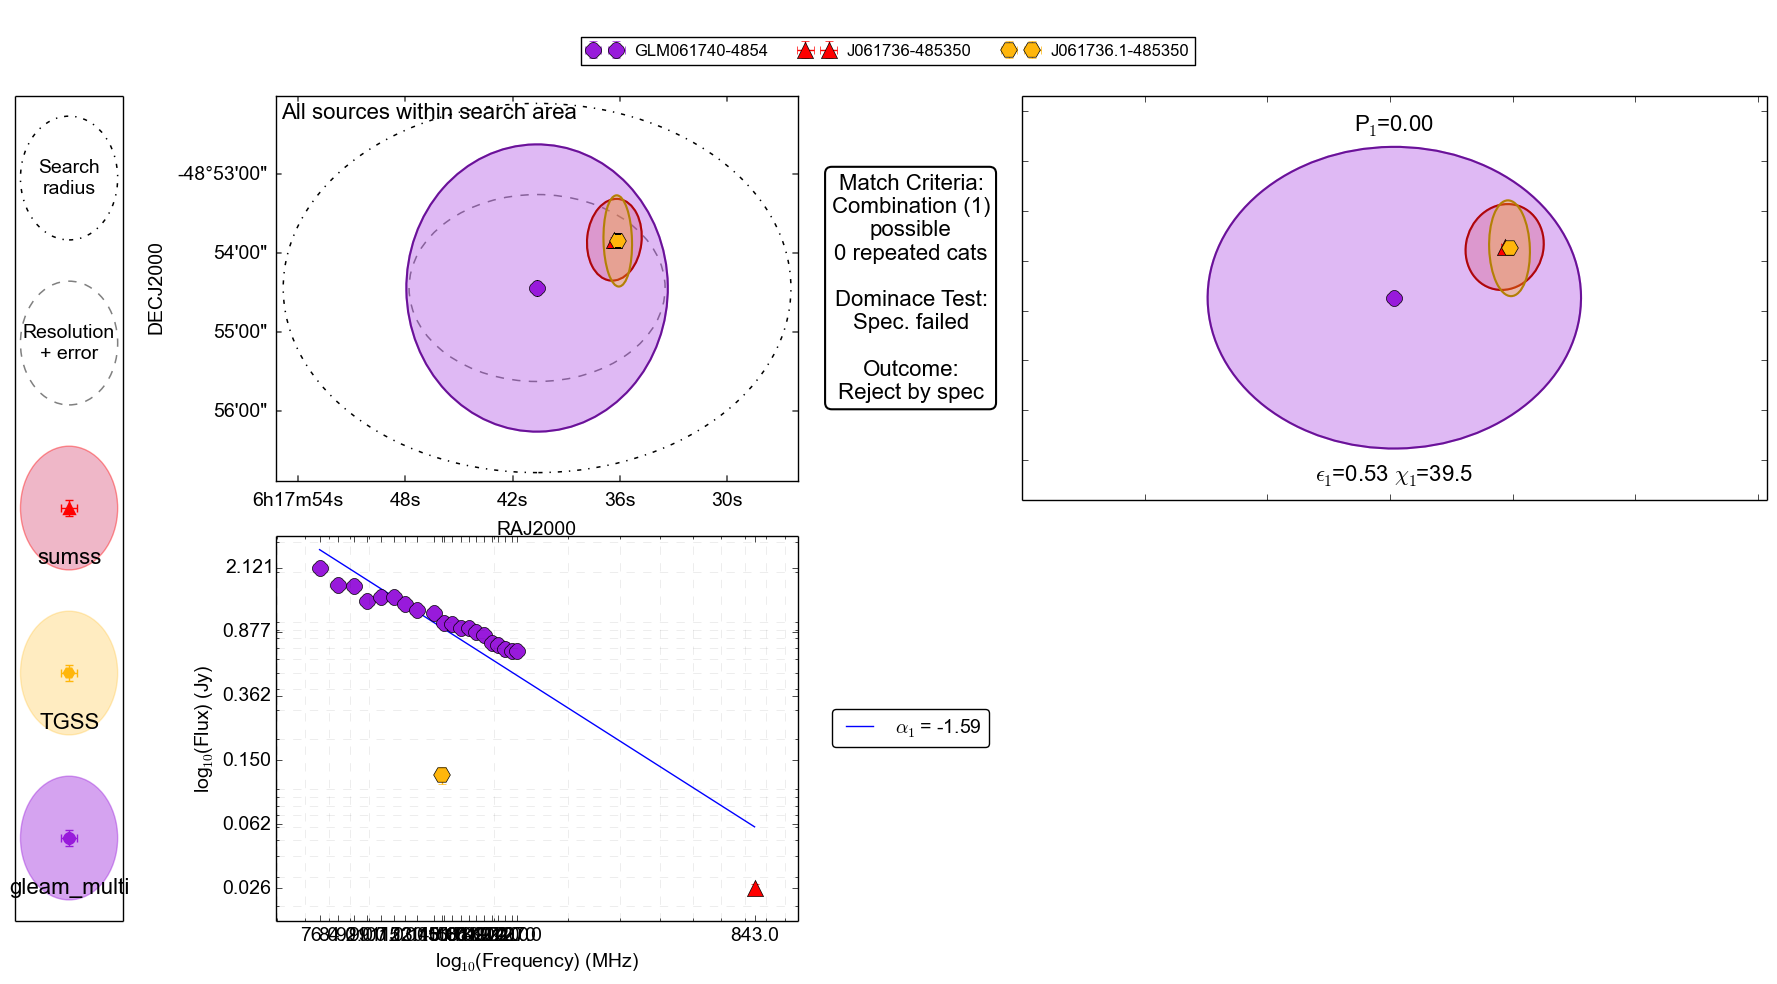 GLM061740-4854
J061736-485350
J061736.1-485350
Search
radius
Resolution
+ error
sumss
TGSS
gleam_multi
All sources within search area
DECJ2000
-48°53'00"
54'00"
55'00"
56'00"
6h17m54s
48s
42s
36s
30s
RAJ2000
Match Criteria:
Combination (1)
possible
0 repeated cats
Dominace Test:
Spec. failed
Outcome:
Reject by spec
P₁=0.00
ϵ₁=0.53 χ₁=39.5
log₁₀(Flux) (Jy)
2.121
0.877
0.362
0.150
0.062
0.026
843.0
log₁₀(Frequency) (MHz)
α₁ = -1.59